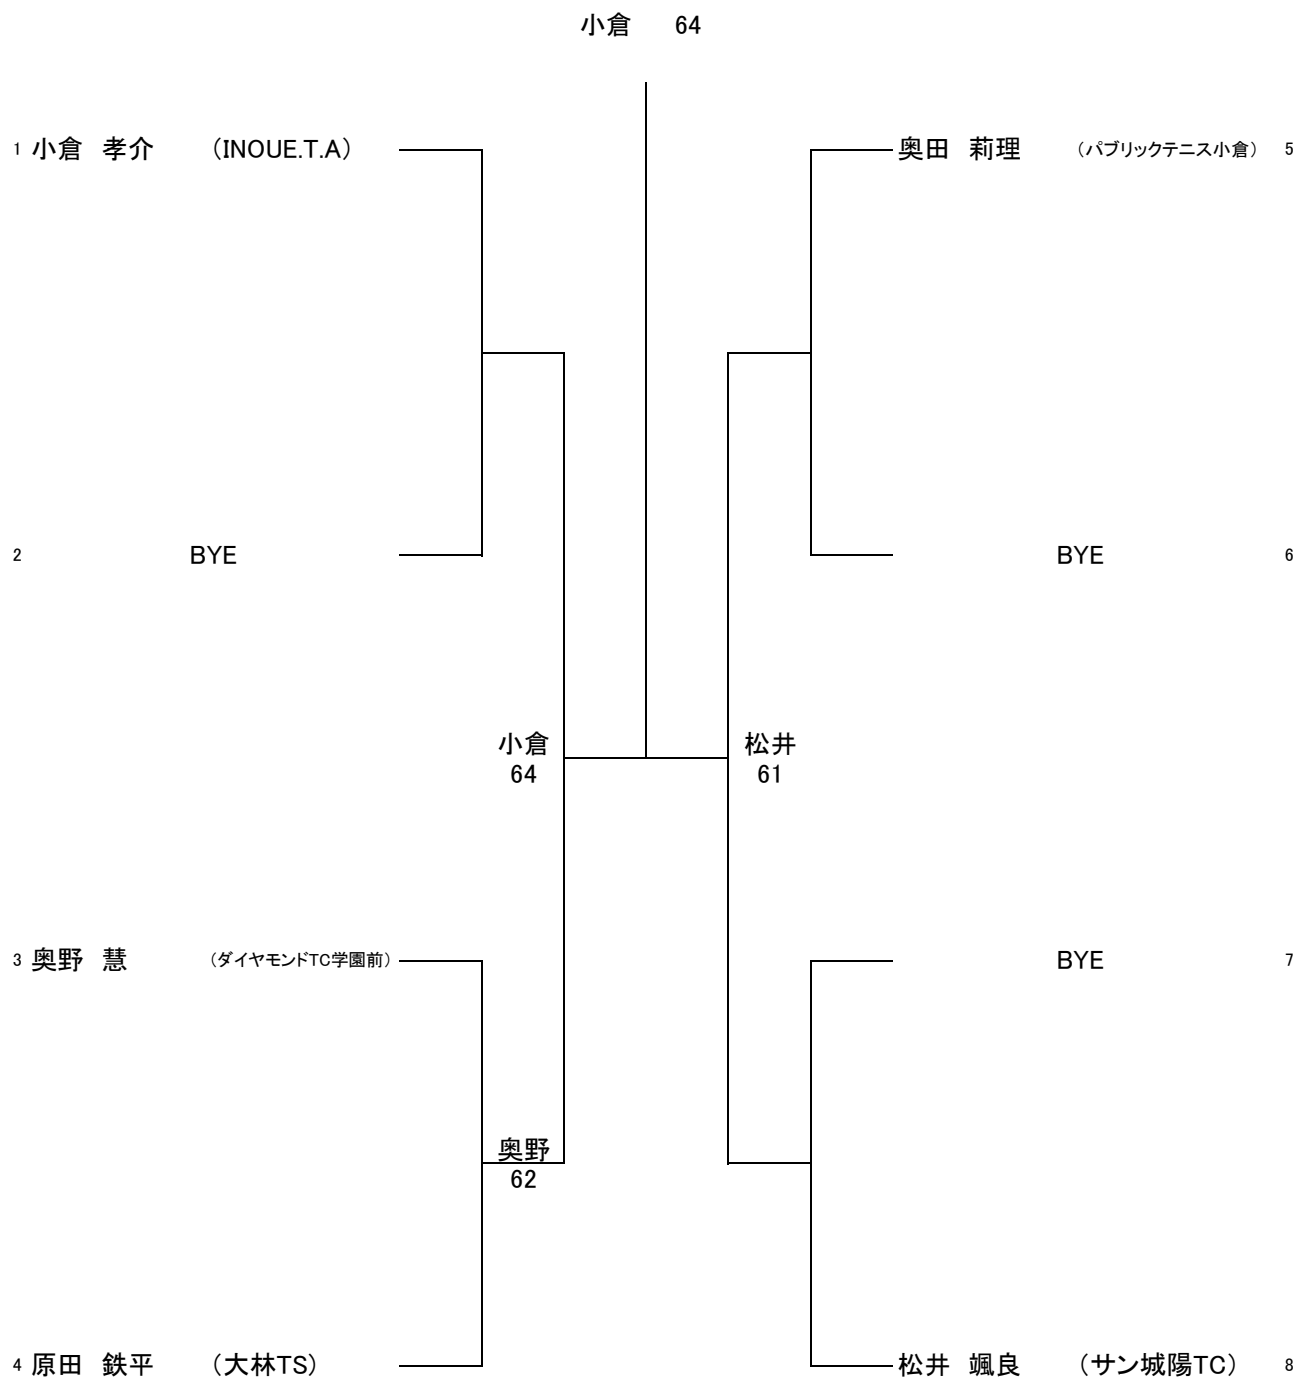 小倉　64
1 小倉　孝介　（INOUE.T.A）
奥田　莉理　（パブリックテニス小倉） 5
2 BYE
BYE 6
小倉
64
松井
61
3 奥野　慧　（ダイヤモンドTC学園前）
BYE 7
奥野
62
4 原田　鉄平　（大林TS）
松井　颯良　（サン城陽TC） 8